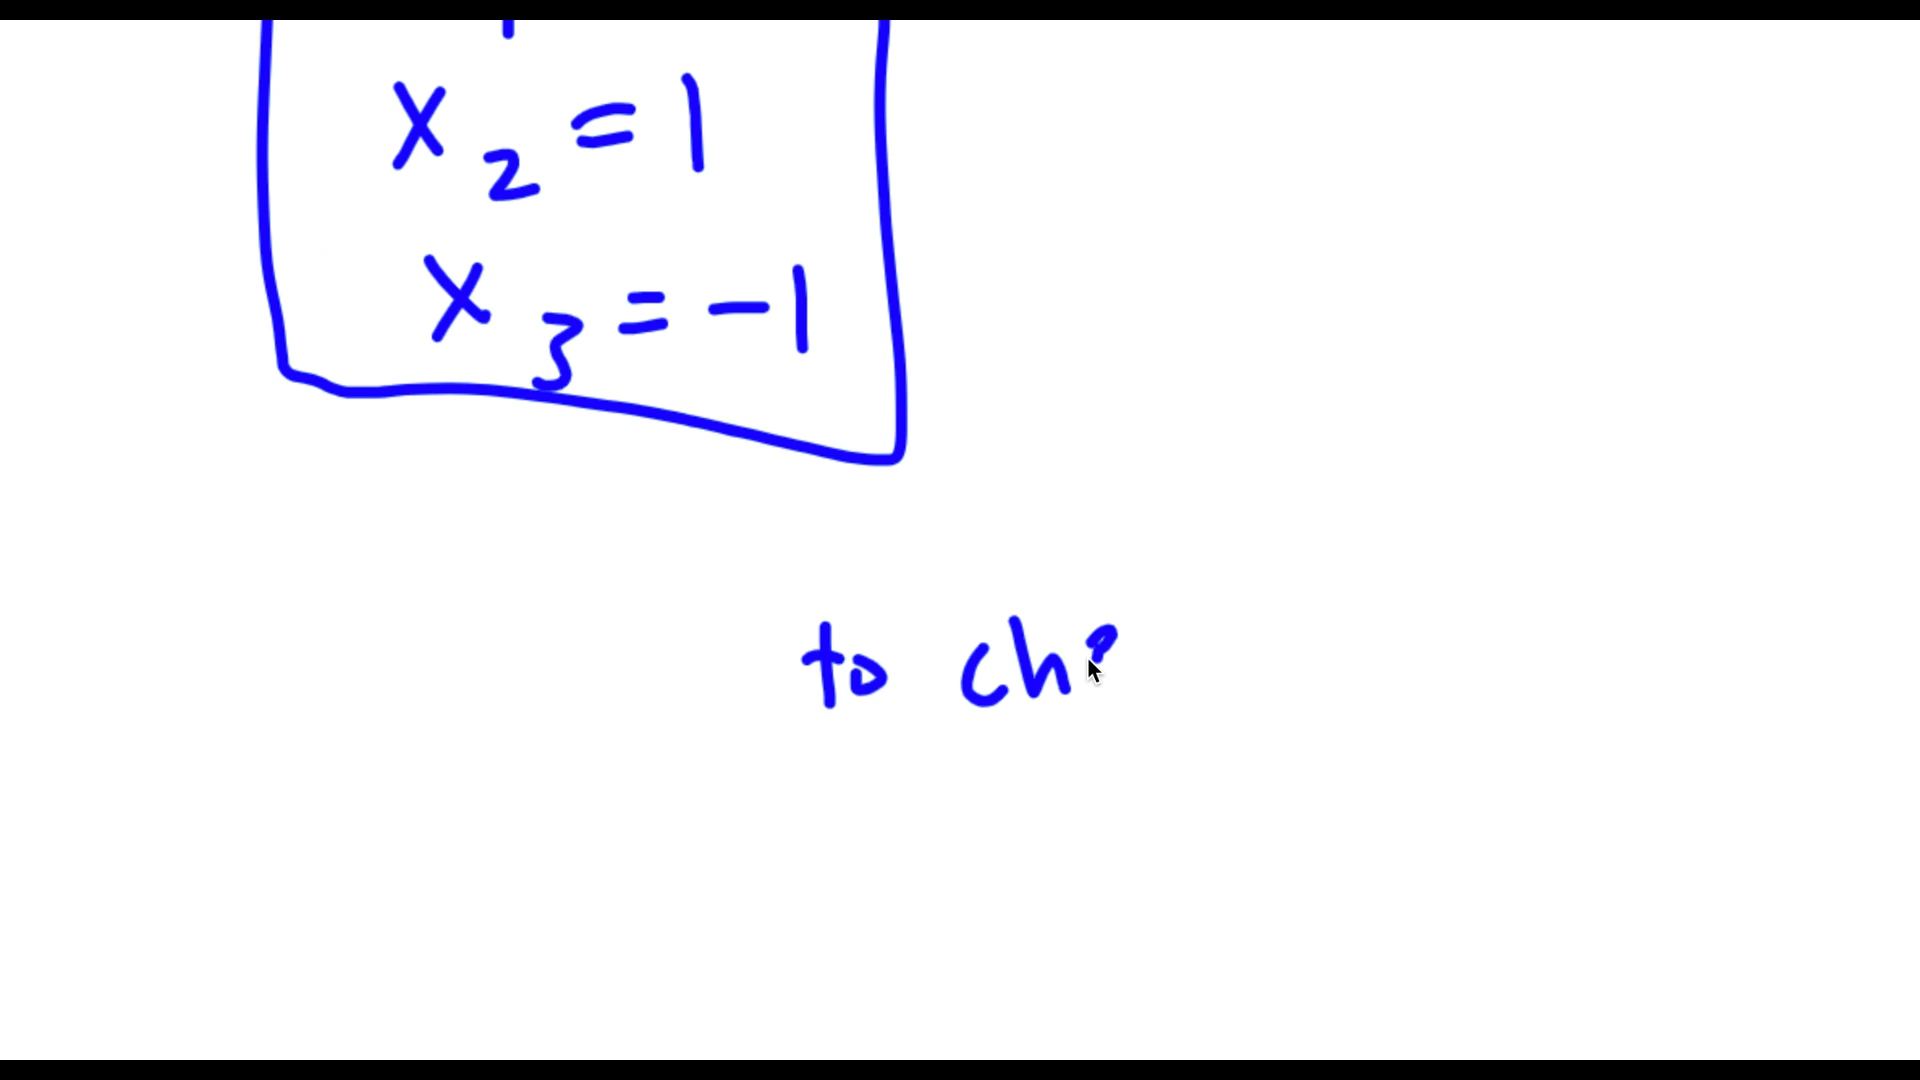 x₂ = 1
x₃ = -1
to ch